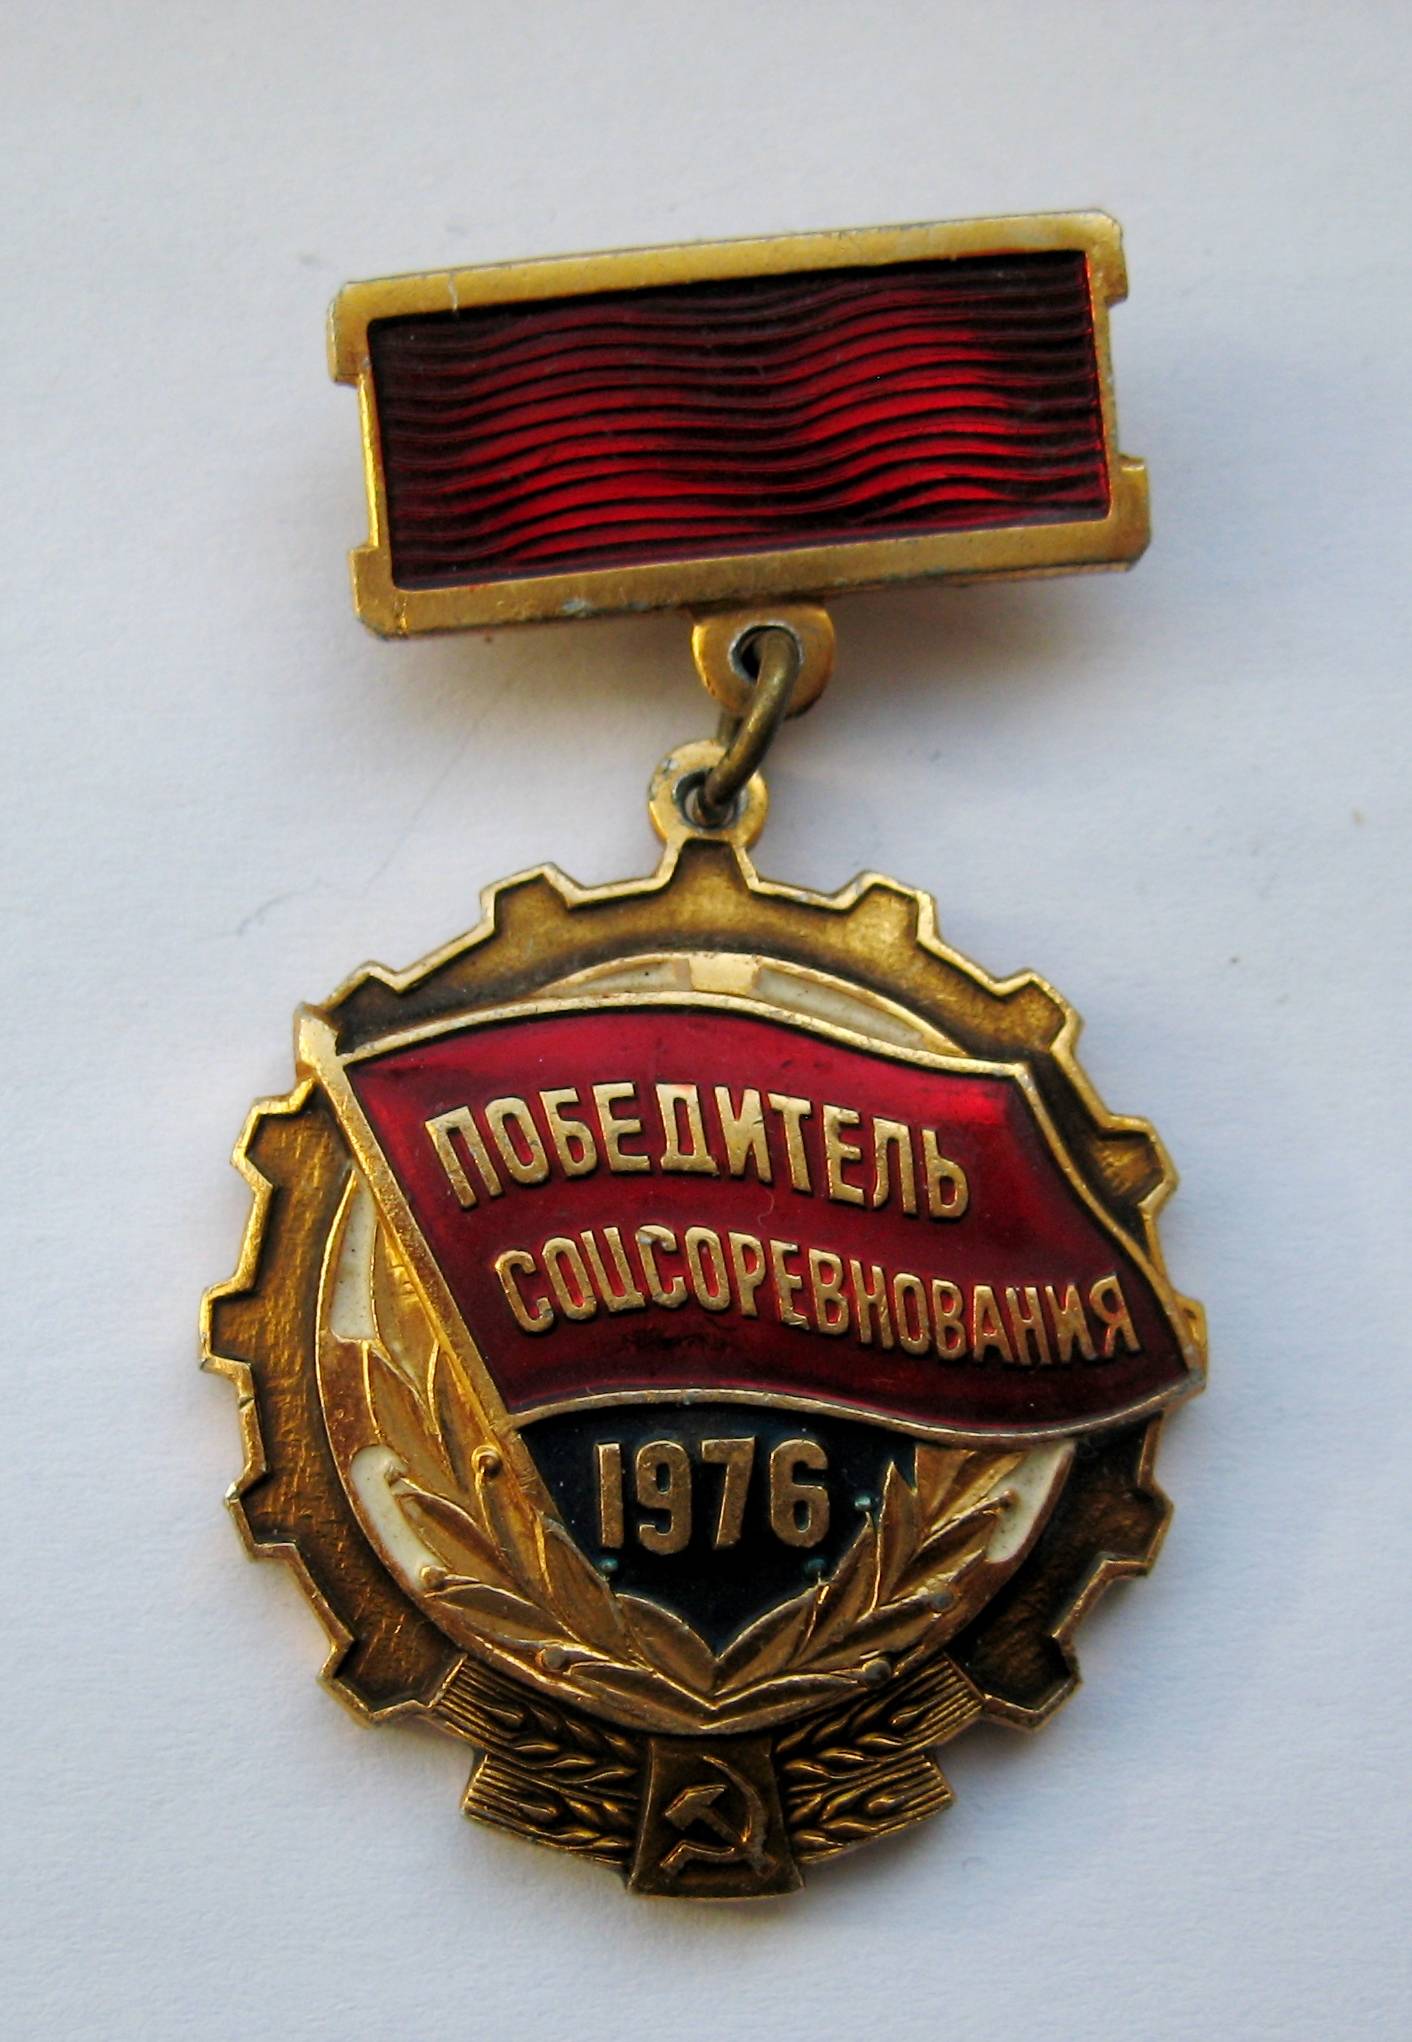 ПОБЕДИТЕЛЬ
СОЦСОРЕВНОВАНИЯ
1976